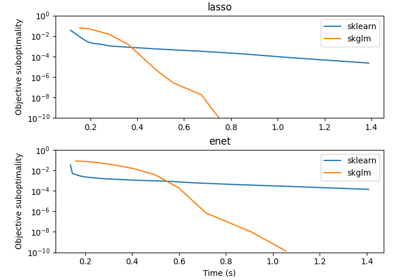 lasso
10^0
10^-2
10^-4
10^-6
10^-8
10^-10
Objective suboptimality
sklearn
skglm
0.2 0.4 0.6 0.8 1.0 1.2 1.4
enet
10^0
10^-2
10^-4
10^-6
10^-8
10^-10
Objective suboptimality
sklearn
skglm
0.2 0.4 0.6 0.8 1.0 1.2 1.4
Time (s)